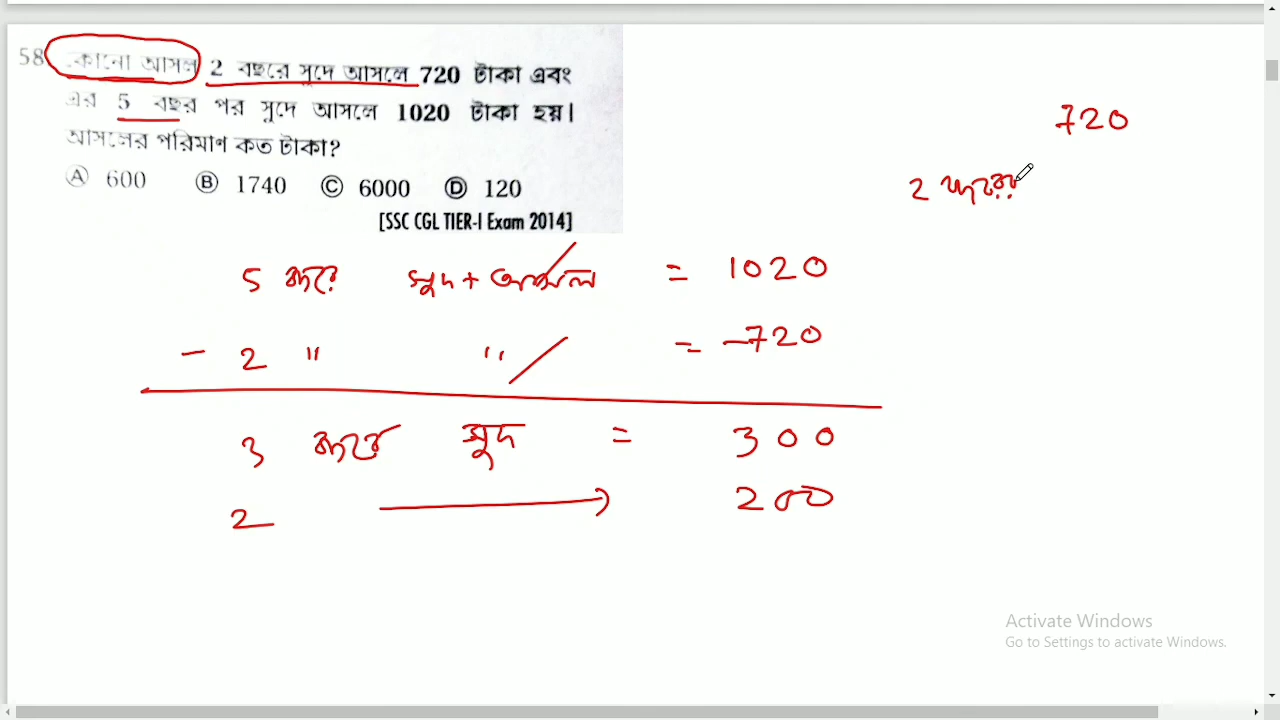 58 কোনো আসল 2 বছরে সুদে আসলে 720 টাকা এবং
এর 5 বছর পর সুদে আসলে 1020 টাকা হয়।
আসলের পরিমাণ কত টাকা?
Ⓐ 600 Ⓑ 1740 Ⓒ 6000 Ⓓ 120
[SSC CGL TIER-I Exam 2014]
720
2 বছরের
5 বছরে সুদ + আসল = 1020
- 2 " " = -720
3 বছরে সুদ = 300
2 → 200
Activate Windows
Go to Settings to activate Windows.